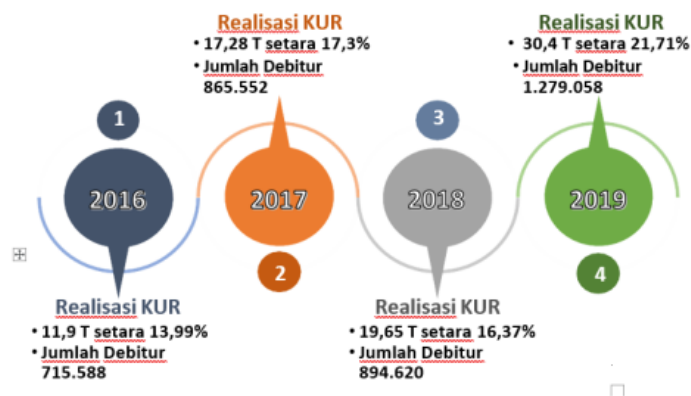 1
2016
Realisasi KUR
• 11,9 T setara 13,99%
• Jumlah Debitur
715.588
Realisasi KUR
• 17,28 T setara 17,3%
• Jumlah Debitur
865.552
2017
2
3
2018
Realisasi KUR
• 19,65 T setara 16,37%
• Jumlah Debitur
894.620
Realisasi KUR
• 30,4 T setara 21,71%
• Jumlah Debitur
1.279.058
2019
4